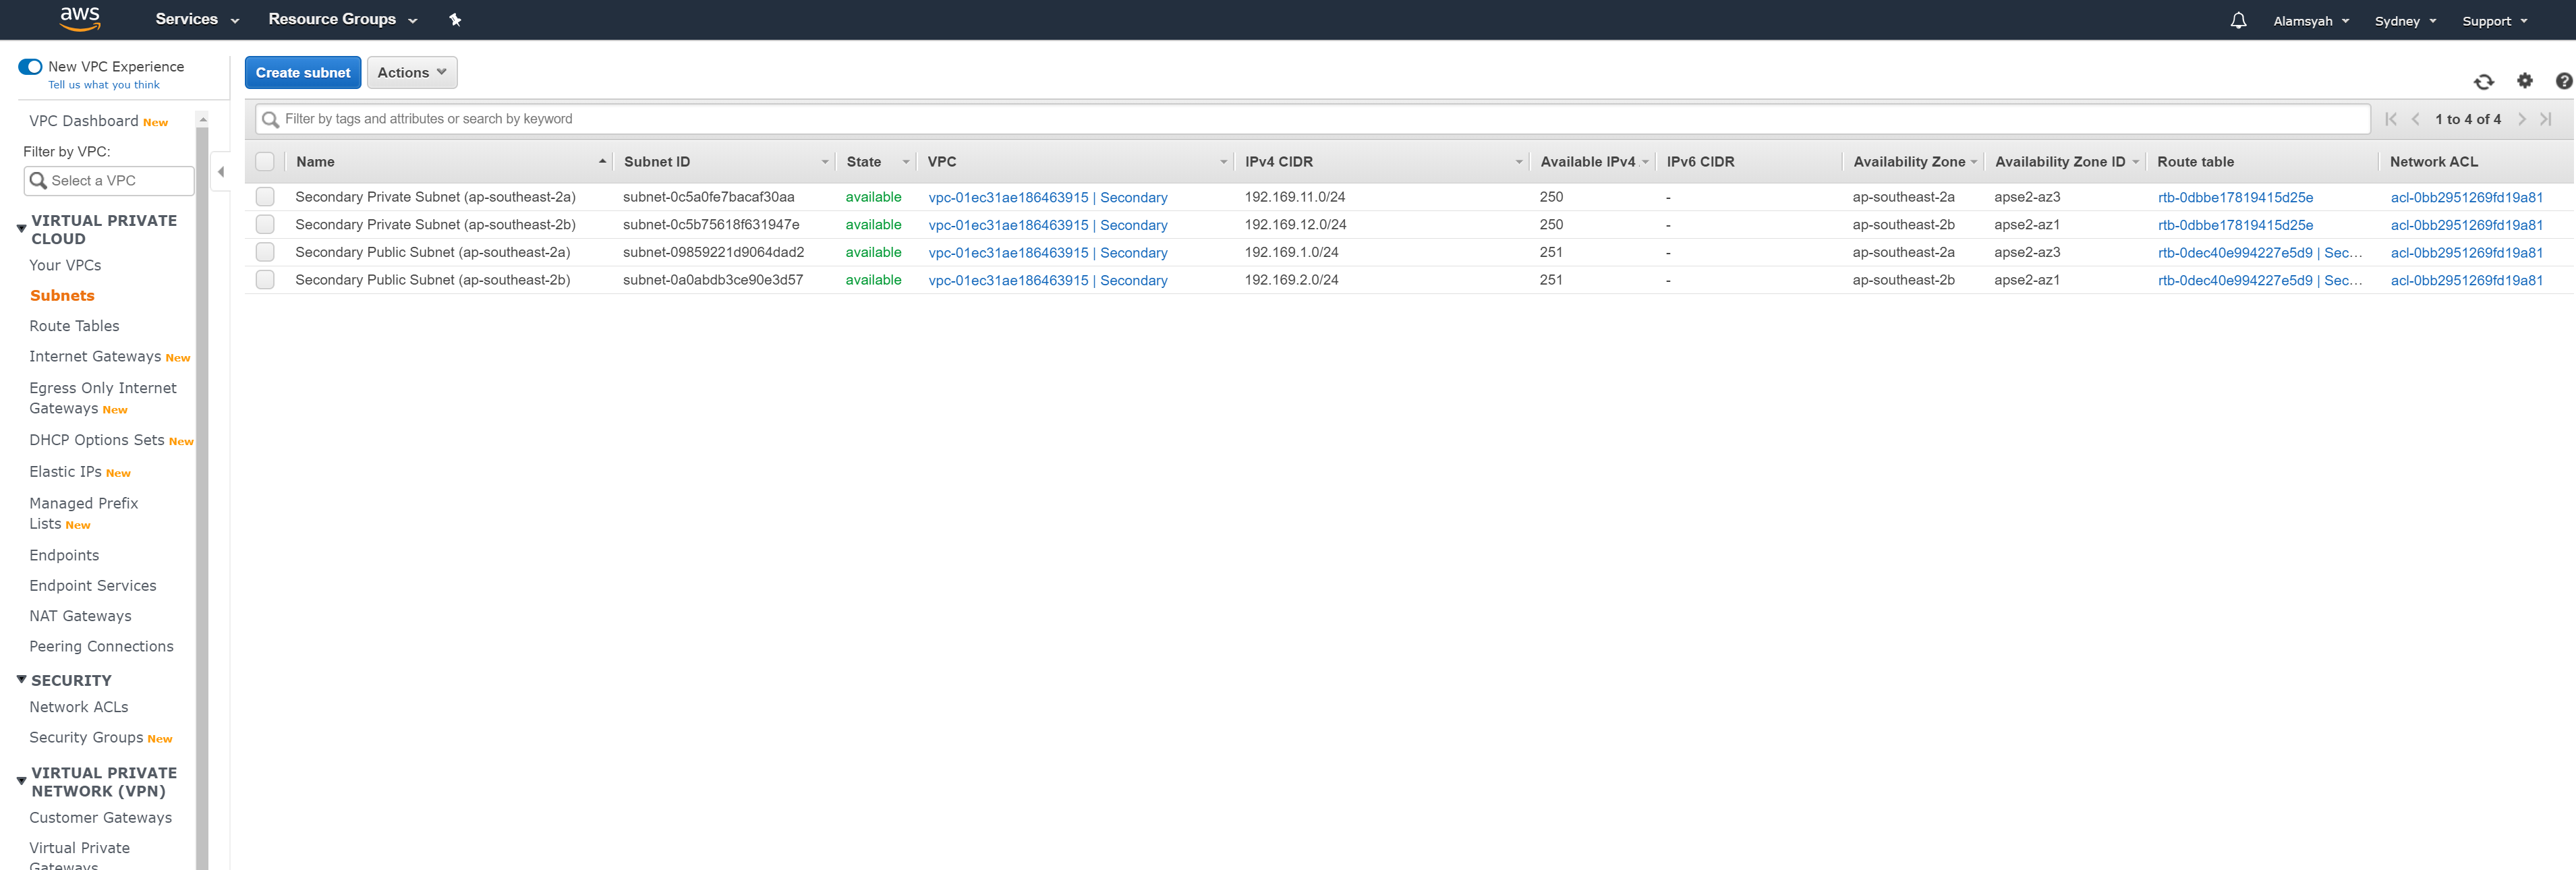 aws Services Resource Groups Alamsyah Sydney Support
New VPC Experience
Tell us what you think
VPC Dashboard New
Filter by VPC:
Select a VPC
VIRTUAL PRIVATE
CLOUD
Your VPCs
Subnets
Route Tables
Internet Gateways New
Egress Only Internet
Gateways New
DHCP Options Sets New
Elastic IPs New
Managed Prefix
Lists New
Endpoints
Endpoint Services
NAT Gateways
Peering Connections
SECURITY
Network ACLs
Security Groups New
VIRTUAL PRIVATE
NETWORK (VPN)
Customer Gateways
Virtual Private
Gateways
Create subnet Actions
Filter by tags and attributes or search by keyword 1 to 4 of 4
Name Subnet ID State VPC IPv4 CIDR Available IPv4 IPv6 CIDR Availability Zone Availability Zone ID Route table Network ACL
Secondary Private Subnet (ap-southeast-2a) subnet-0c5a0fe7bacaf30aa available vpc-01ec31ae186463915 | Secondary 192.169.11.0/24 250 - ap-southeast-2a apse2-az3 rtb-0dbbe17819415d25e acl-0bb2951269fd19a81
Secondary Private Subnet (ap-southeast-2b) subnet-0c5b75618f631947e available vpc-01ec31ae186463915 | Secondary 192.169.12.0/24 250 - ap-southeast-2b apse2-az1 rtb-0dbbe17819415d25e acl-0bb2951269fd19a81
Secondary Public Subnet (ap-southeast-2a) subnet-09859221d9064dad2 available vpc-01ec31ae186463915 | Secondary 192.169.1.0/24 251 - ap-southeast-2a apse2-az3 rtb-0dec40e994227e5d9 | Sec... acl-0bb2951269fd19a81
Secondary Public Subnet (ap-southeast-2b) subnet-0a0abdb3ce90e3d57 available vpc-01ec31ae186463915 | Secondary 192.169.2.0/24 251 - ap-southeast-2b apse2-az1 rtb-0dec40e994227e5d9 | Sec... acl-0bb2951269fd19a81